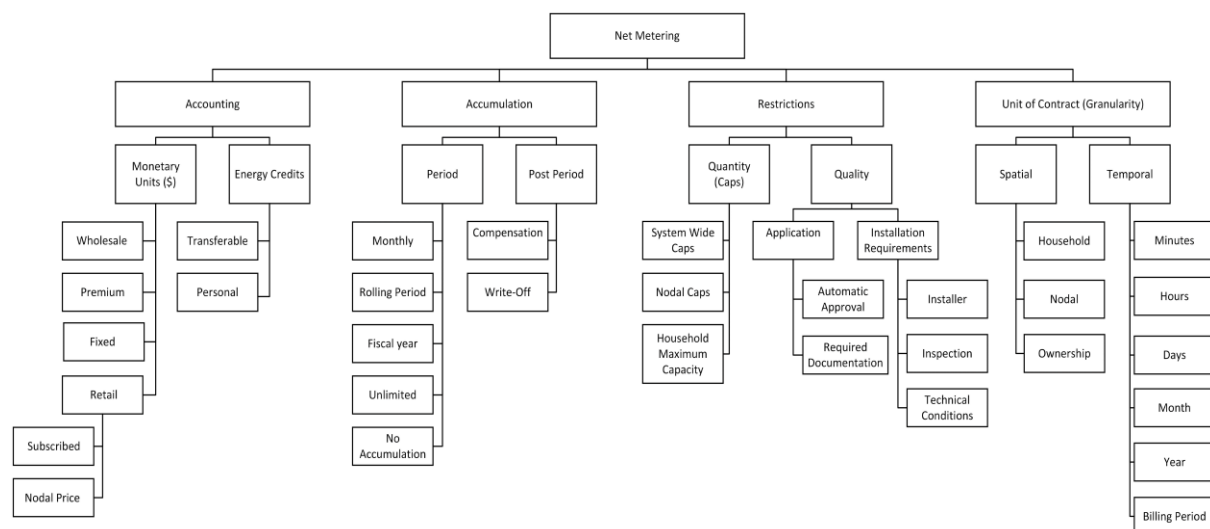 Net Metering
Accounting
Accumulation
Restrictions
Unit of Contract (Granularity)
Monetary
Units ($)
Energy Credits
Period
Post Period
Quantity
(Caps)
Quality
Spatial
Temporal
Wholesale
Premium
Fixed
Retail
Subscribed
Nodal Price
Transferable
Personal
Monthly
Rolling Period
Fiscal year
Unlimited
No
Accumulation
Compensation
Write-Off
System Wide
Caps
Nodal Caps
Household
Maximum
Capacity
Application
Automatic
Approval
Required
Documentation
Installation
Requirements
Installer
Inspection
Technical
Conditions
Household
Nodal
Ownership
Minutes
Hours
Days
Month
Year
Billing Period